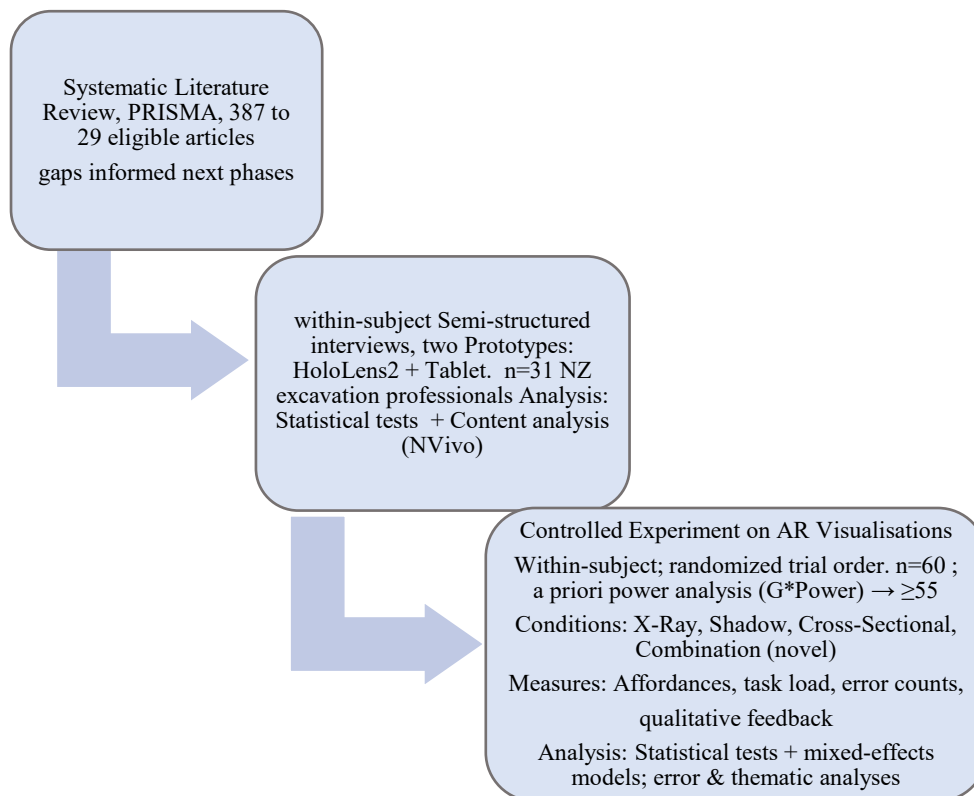 Systematic Literature
Review, PRISMA, 387 to
29 eligible articles
gaps informed next phases
within-subject Semi-structured
interviews, two Prototypes:
HoloLens2 + Tablet.  n=31 NZ
excavation professionals Analysis:
Statistical tests  + Content analysis
(NVivo)
Controlled Experiment on AR Visualisations
Within-subject; randomized trial order. n=60 ;
a priori power analysis (G*Power) → ≥55
Conditions: X-Ray, Shadow, Cross-Sectional,
Combination (novel)
Measures: Affordances, task load, error counts,
qualitative feedback
Analysis: Statistical tests + mixed-effects
models; error & thematic analyses